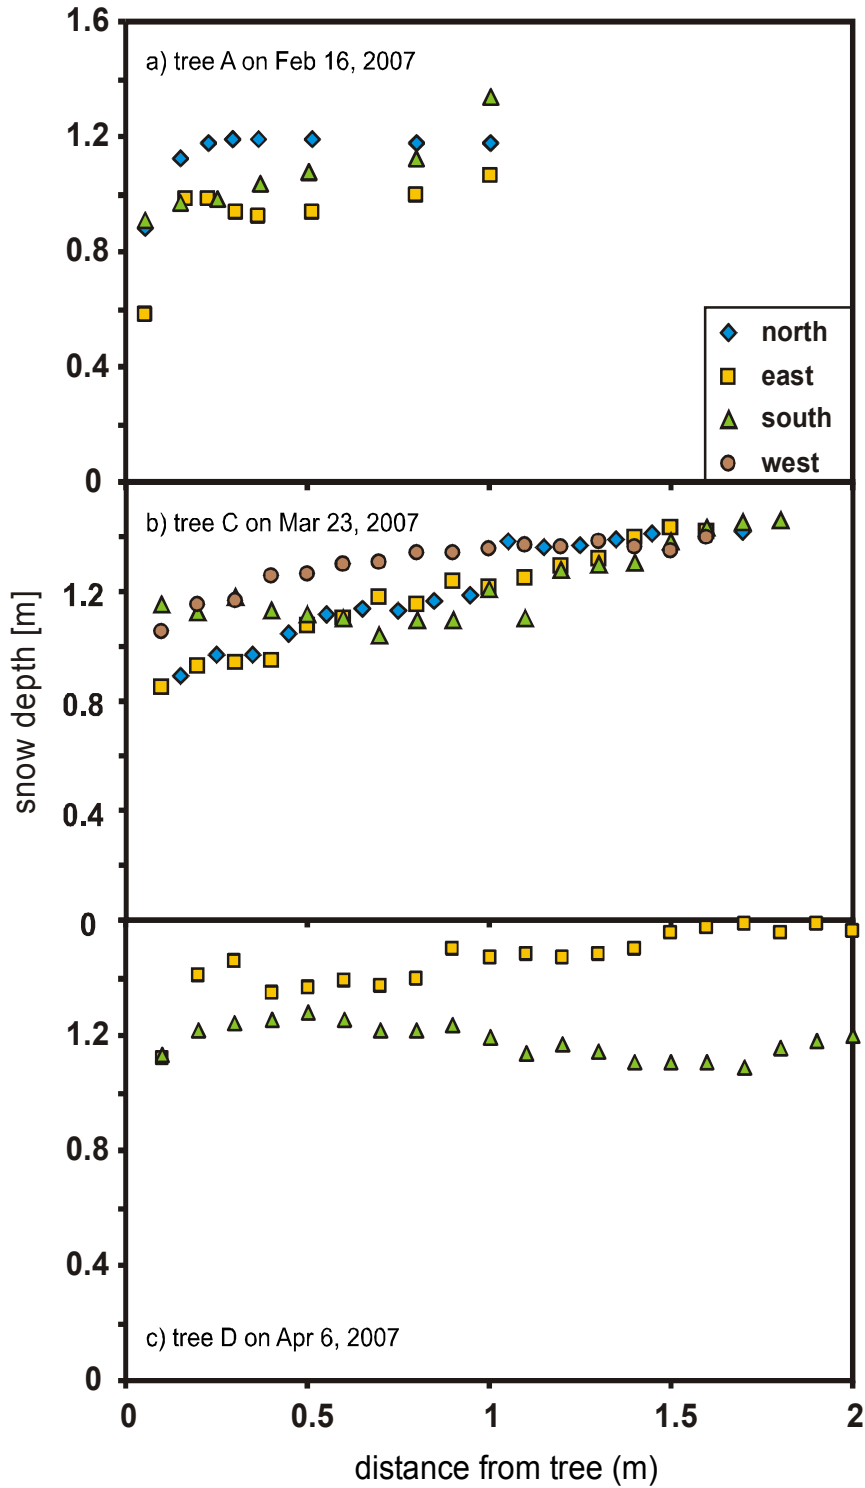 1.6
a) tree A on Feb 16, 2007
1.2
0.8
0.4
0
north
east
south
west
b) tree C on Mar 23, 2007
1.2
0.8
0.4
0
snow depth [m]
1.2
0.8
0.4
c) tree D on Apr 6, 2007
0
0 0.5 1 1.5 2
distance from tree (m)